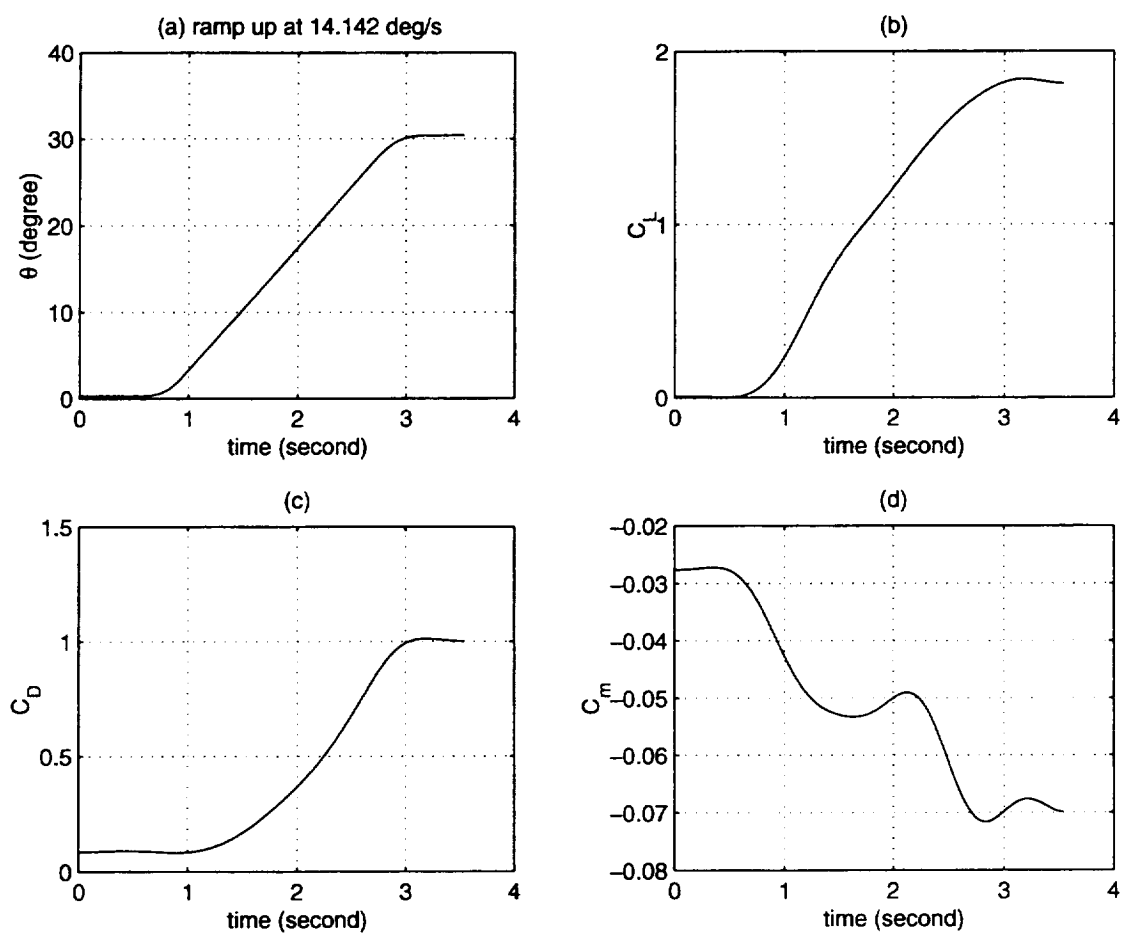 (a) ramp up at 14.142 deg/s
40
30
20
10
0
θ (degree)
0 1 2 3 4
time (second)
(b)
2
1
0
C_L
0 1 2 3 4
time (second)
(c)
1.5
1
0.5
0
C_D
0 1 2 3 4
time (second)
(d)
−0.02
−0.03
−0.04
−0.05
−0.06
−0.07
−0.08
C_m
0 1 2 3 4
time (second)